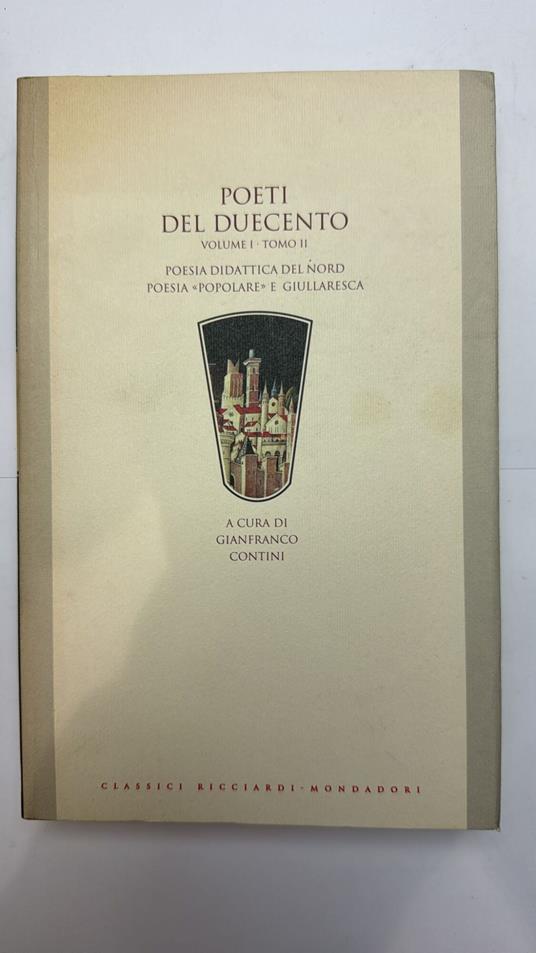 POETI
DEL DUECENTO
VOLUME I · TOMO II
POESIA DIDATTICA DEL NORD
POESIA «POPOLARE» E GIULLARESCA
A CURA DI
GIANFRANCO
CONTINI
CLASSICI RICCIARDI · MONDADORI